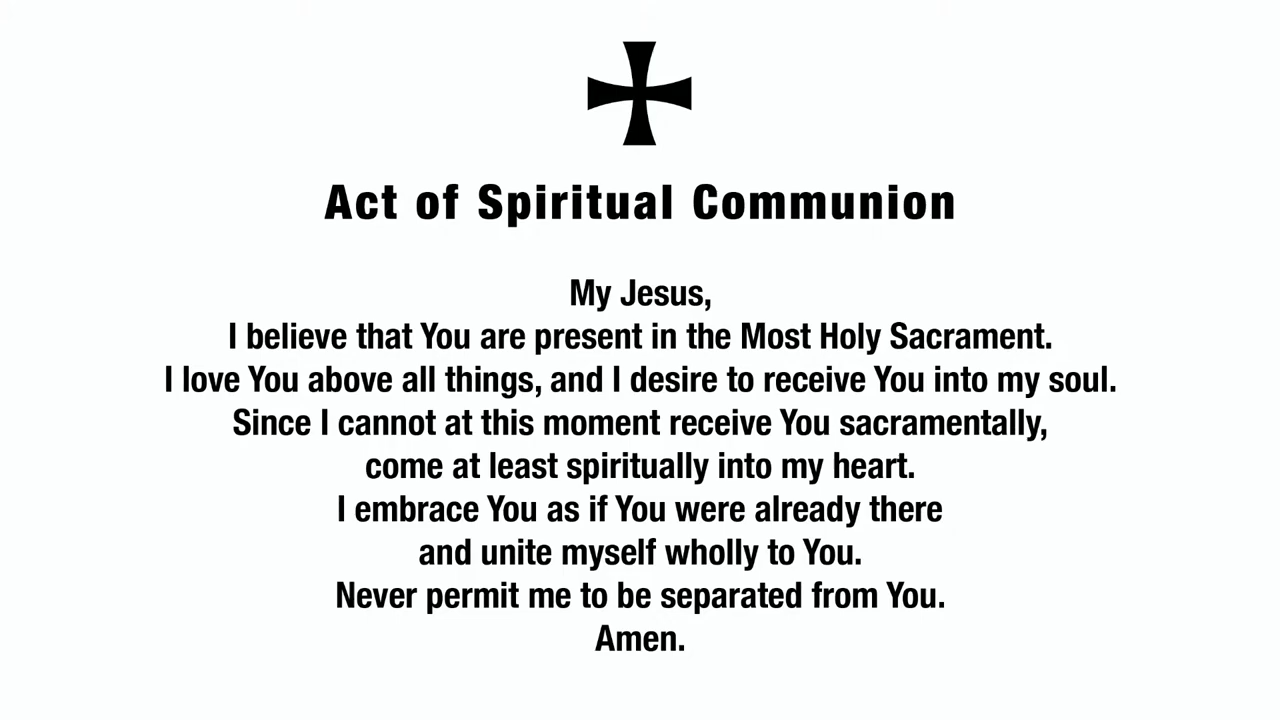 Act of Spiritual Communion
My Jesus,
I believe that You are present in the Most Holy Sacrament.
I love You above all things, and I desire to receive You into my soul.
Since I cannot at this moment receive You sacramentally,
come at least spiritually into my heart.
I embrace You as if You were already there
and unite myself wholly to You.
Never permit me to be separated from You.
Amen.